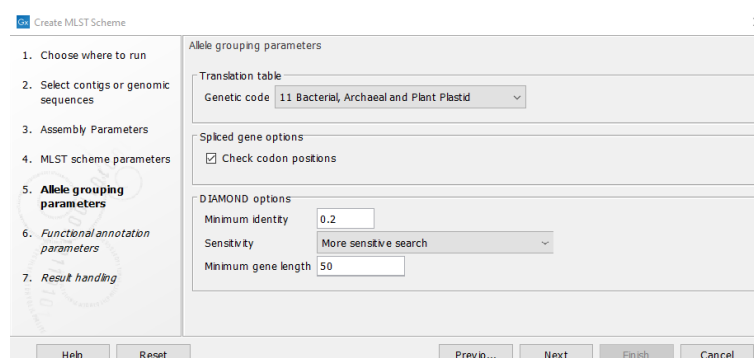 Gx Create MLST Scheme
1. Choose where to run
2. Select contigs or genomic
sequences
3. Assembly Parameters
4. MLST scheme parameters
5. Allele grouping
parameters
6. Functional annotation
parameters
7. Result handling
Allele grouping parameters
Translation table
Genetic code 11 Bacterial, Archaeal and Plant Plastid
Spliced gene options
Check codon positions
DIAMOND options
Minimum identity 0.2
Sensitivity More sensitive search
Minimum gene length 50
Help Reset Previo... Next Finish Cancel